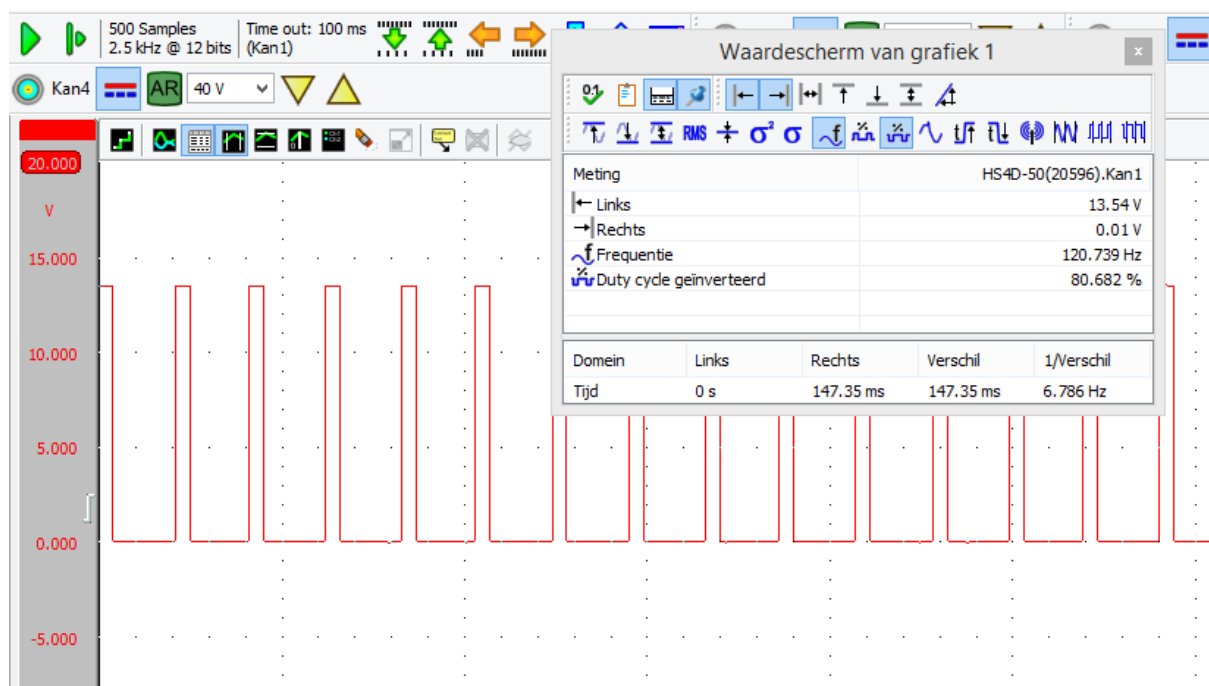 500 Samples
2.5 kHz @ 12 bits
Time out: 100 ms
(Kan1)
Kan4
AR
40 V
Waardescherm van grafiek 1
x
RMS
σ² σ
Meting HS4D-50(20596).Kan1
Links 13.54 V
Rechts 0.01 V
Frequentie 120.739 Hz
Duty cycle geïnverteerd 80.682 %
Domein Links Rechts Verschil 1/Verschil
Tijd 0 s 147.35 ms 147.35 ms 6.786 Hz
20.000
V
15.000
10.000
5.000
0.000
-5.000